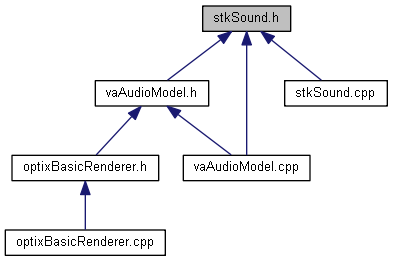 stkSound.h
vaAudioModel.h
stkSound.cpp
optixBasicRenderer.h
vaAudioModel.cpp
optixBasicRenderer.cpp